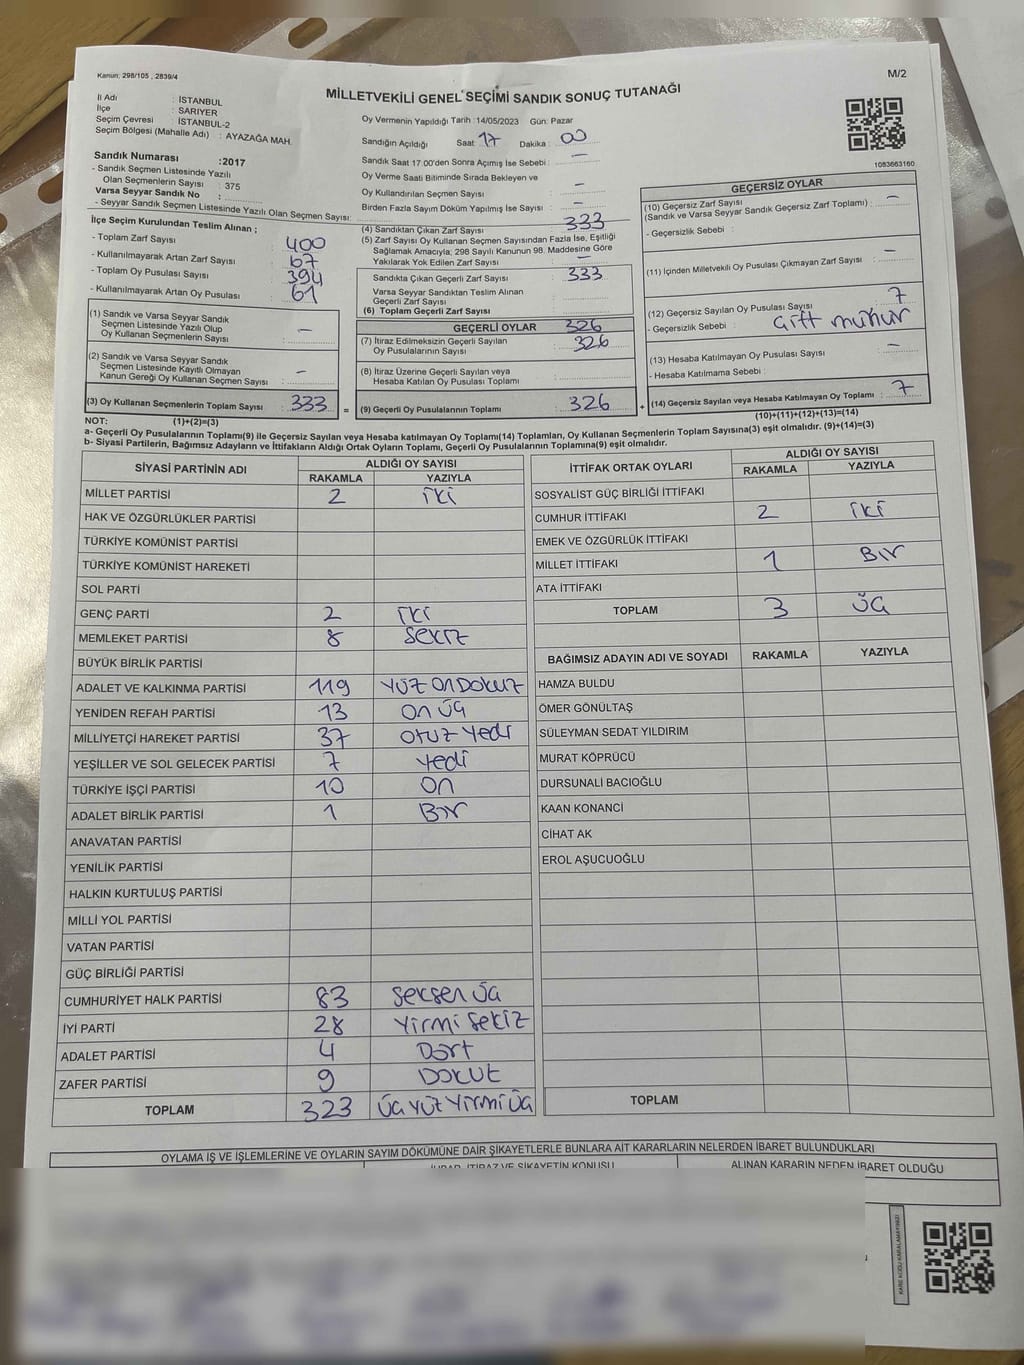 Kanun: 298/105 , 2839/4
M/2
MİLLETVEKİLİ GENEL SEÇİMİ SANDIK SONUÇ TUTANAĞI
İl Adı : İSTANBUL
İlçe : SARIYER
Seçim Çevresi : İSTANBUL-2
Seçim Bölgesi (Mahalle Adı) : AYAZAĞA MAH.
Oy Vermenin Yapıldığı Tarih : 14/05/2023 Gün: Pazar
Sandığın Açıldığı Saat 17 Dakika : 00
Sandık Saat 17:00'den Sonra Açımış İse Sebebi : -
Oy Verme Saati Bitiminde Sırada Bekleyen ve
Oy Kullandırılan Seçmen Sayısı : -
Birden Fazla Sayım Döküm Yapılmış İse Sayısı : -
1083663160
Sandık Numarası : 2017
- Sandık Seçmen Listesinde Yazılı
Olan Seçmenlerin Sayısı : 375
Varsa Seyyar Sandık No :
- Seyyar Sandık Seçmen Listesinde Yazılı Olan Seçmen Sayısı:
İlçe Seçim Kurulundan Teslim Alınan ;
- Toplam Zarf Sayısı : 400
- Kullanılmayarak Artan Zarf Sayısı : 67
- Toplam Oy Pusulası Sayısı : 394
- Kullanılmayarak Artan Oy Pusulası : 61
(1) Sandık ve Varsa Seyyar Sandık
Seçmen Listesinde Yazılı Olup
Oy Kullanan Seçmenlerin Sayısı : -
(2) Sandık ve Varsa Seyyar Sandık
Seçmen Listesinde Kayıtlı Olmayan
Kanun Gereği Oy Kullanan Seçmen Sayısı : -
(3) Oy Kullanan Seçmenlerin Toplam Sayısı : 333 =
(4) Sandıktan Çıkan Zarf Sayısı : 333
(5) Zarf Sayısı Oy Kullanan Seçmen Sayısından Fazla İse, Eşitliği
Sağlamak Amacıyla; 298 Sayılı Kanunun 98. Maddesine Göre
Yakılarak Yok Edilen Zarf Sayısı :
Sandıkta Çıkan Geçerli Zarf Sayısı : 333
Varsa Seyyar Sandıktan Teslim Alınan
Geçerli Zarf Sayısı :
(6) Toplam Geçerli Zarf Sayısı :
GEÇERLİ OYLAR 326
(7) İtiraz Edilmeksizin Geçerli Sayılan
Oy Pusulalarının Sayısı : 326
(8) İtiraz Üzerine Geçerli Sayılan veya
Hesaba Katılan Oy Pusulası Toplamı :
(9) Geçerli Oy Pusulalarının Toplamı : 326 +
GEÇERSİZ OYLAR
(10) Geçersiz Zarf Sayısı : -
(Sandık ve Varsa Seyyar Sandık Geçersiz Zarf Toplamı)
- Geçersizlik Sebebi :
(11) İçinden Milletvekili Oy Pusulası Çıkmayan Zarf Sayısı : -
(12) Geçersiz Sayılan Oy Pusulası Sayısı : 7
- Geçersizlik Sebebi : Çift mühür
(13) Hesaba Katılmayan Oy Pusulası Sayısı : -
- Hesaba Katılmama Sebebi :
(14) Geçersiz Sayılan veya Hesaba Katılmayan Oy Toplamı : 7
NOT: (1)+(2)=(3)
(10)+(11)+(12)+(13)=(14)
a- Geçerli Oy Pusulalarının Toplamı(9) ile Geçersiz Sayılan veya Hesaba katılmayan Oy Toplamı(14) Toplamları, Oy Kullanan Seçmenlerin Toplam Sayısına(3) eşit olmalıdır. (9)+(14)=(3)
b- Siyasi Partilerin, Bağımsız Adayların ve İttifakların Aldığı Ortak Oyların Toplamı, Geçerli Oy Pusulalarının Toplamına(9) eşit olmalıdır.
SİYASİ PARTİNİN ADI ALDIĞI OY SAYISI
RAKAMLA YAZIYLA
MİLLET PARTİSİ 2 iki
HAK VE ÖZGÜRLÜKLER PARTİSİ
TÜRKİYE KOMÜNİST PARTİSİ
TÜRKİYE KOMÜNİST HAREKETİ
SOL PARTİ
GENÇ PARTİ 2 iki
MEMLEKET PARTİSİ 8 sekiz
BÜYÜK BİRLİK PARTİSİ
ADALET VE KALKINMA PARTİSİ 119 YÜZ ONDOKUZ
YENİDEN REFAH PARTİSİ 13 On üç
MİLLİYETÇİ HAREKET PARTİSİ 37 otuz yedi
YEŞİLLER VE SOL GELECEK PARTİSİ 7 yedi
TÜRKİYE İŞÇİ PARTİSİ 10 On
ADALET BİRLİK PARTİSİ 1 Bır
ANAVATAN PARTİSİ
YENİLİK PARTİSİ
HALKIN KURTULUŞ PARTİSİ
MİLLİ YOL PARTİSİ
VATAN PARTİSİ
GÜÇ BİRLİĞİ PARTİSİ
CUMHURİYET HALK PARTİSİ 83 Seksen üç
İYİ PARTİ 28 Yirmi Sekiz
ADALET PARTİSİ 4 Dört
ZAFER PARTİSİ 9 DOKUZ
TOPLAM 323 üç yüz Yirmi üç
İTTİFAK ORTAK OYLARI ALDIĞI OY SAYISI
RAKAMLA YAZIYLA
SOSYALİST GÜÇ BİRLİĞİ İTTİFAKI
CUMHUR İTTİFAKI 2 iki
EMEK VE ÖZGÜRLÜK İTTİFAKI
MİLLET İTTİFAKI 1 Bır
ATA İTTİFAKI
TOPLAM 3 üç
BAĞIMSIZ ADAYIN ADI VE SOYADI RAKAMLA YAZIYLA
HAMZA BULDU
ÖMER GÖNÜLTAŞ
SÜLEYMAN SEDAT YILDIRIM
MURAT KÖPRÜCÜ
DURSUNALİ BACIOĞLU
KAAN KONANCİ
CİHAT AK
EROL AŞUCUOĞLU
TOPLAM
OYLAMA İŞ VE İŞLEMLERİNE VE OYLARIN SAYIM DÖKÜMÜNE DAİR ŞİKAYETLERLE BUNLARA AİT KARARLARIN NELERDEN İBARET BULUNDUKLARI
İHBAR, İTİRAZ VE ŞİKAYETİN KONUSU ALINAN KARARIN NEDEN İBARET OLDUĞU
KARE KODU KARALAMAYINIZ!